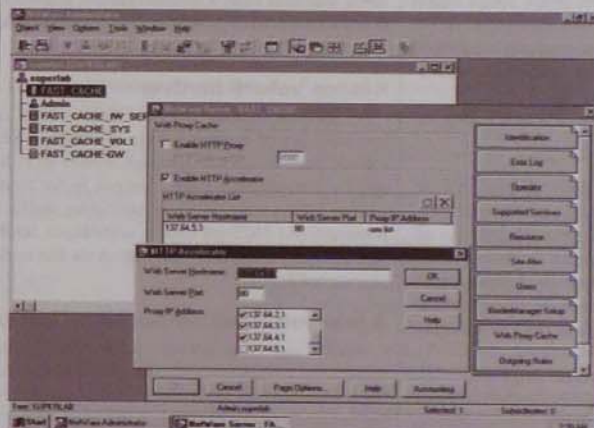 NetWare Administrator
Object View Options Tools Window Help
superlab
FAST_CACHE
Admin
FAST_CACHE_IW_SER
FAST_CACHE_SYS
FAST_CACHE_VOL1
FAST_CACHE-GW
NetWare Server : FAST_CACHE
Web Proxy Cache
Enable HTTP Proxy
Enable HTTP Accelerator
HTTP Accelerator List
Web Server Hostname Web Server Port Proxy IP Address
137.64.5.3 80 -see list
HTTP Accelerator
Web Server Hostname:
Web Server Port: 80
Proxy IP Address:
137.64.2.1
137.64.3.1
137.64.4.1
137.64.5.1
OK
Cancel
Help
Identification
Error Log
Operator
Supported Services
Resource
See Also
Users
BorderManager Setup
Web Proxy Cache
Outgoing Rules
Cancel Page Options... Help Accounting
Tree: SUPERLAB Admin.superlab Selected: 1 Subordinates: 0
Start NetWare Administrator NetWare Server : FA...